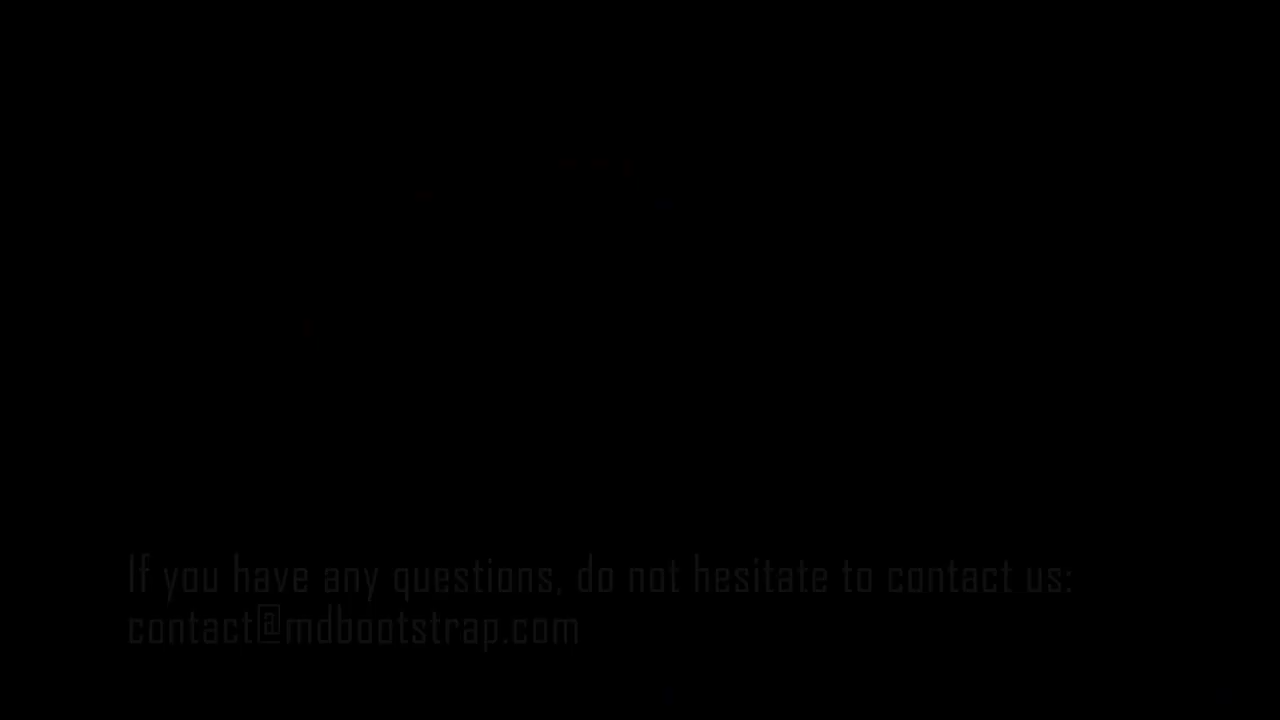 If you have any questions, do not hesitate to contact us:
contact@mdbootstrap.com